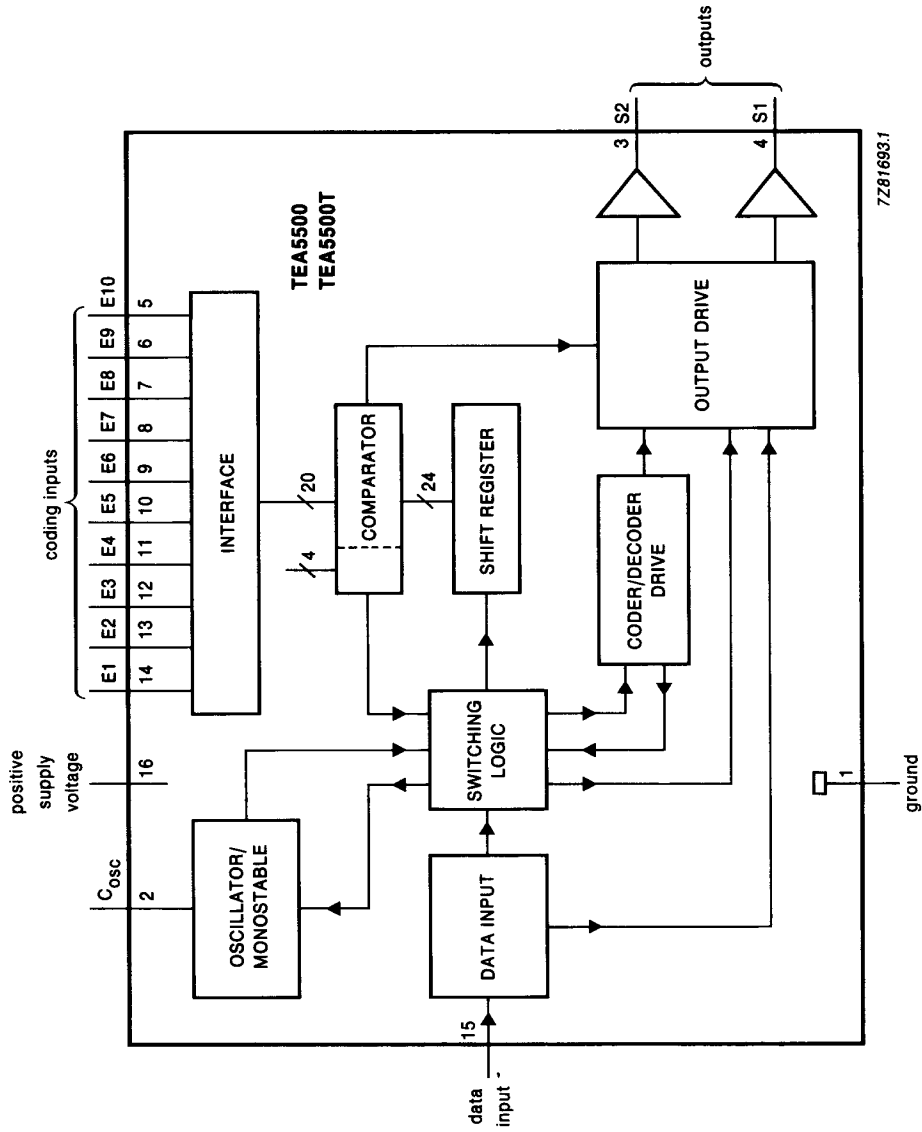 coding inputs
positive
supply
voltage
C_osc
E1 E2 E3 E4 E5 E6 E7 E8 E9 E10
2 16 14 13 12 11 10 9 8 7 6 5
OSCILLATOR/
MONOSTABLE
INTERFACE
TEA5500
TEA5500T
20
4
COMPARATOR
24
SHIFT REGISTER
data
input
15
DATA INPUT
SWITCHING
LOGIC
CODER/DECODER
DRIVE
OUTPUT DRIVE
3 S2
4 S1
outputs
1
ground
7Z81693.1